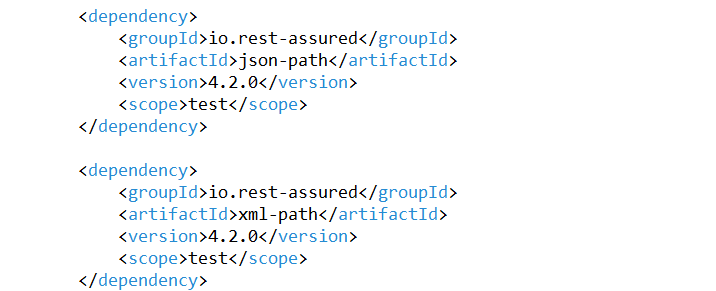 <dependency>
    <groupId>io.rest-assured</groupId>
    <artifactId>json-path</artifactId>
    <version>4.2.0</version>
    <scope>test</scope>
</dependency>

<dependency>
    <groupId>io.rest-assured</groupId>
    <artifactId>xml-path</artifactId>
    <version>4.2.0</version>
    <scope>test</scope>
</dependency>